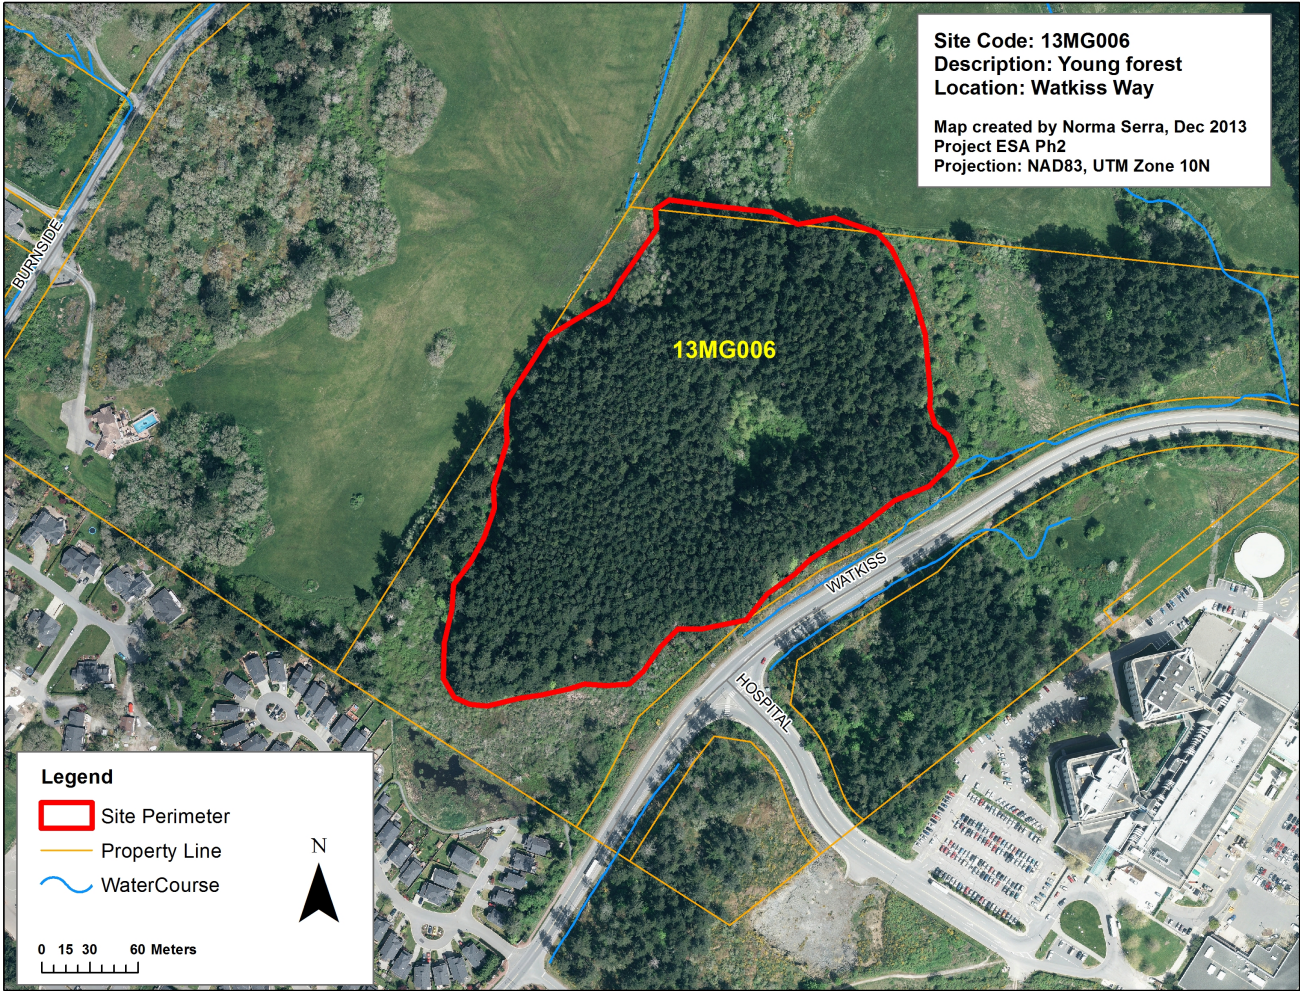 Site Code: 13MG006
Description: Young forest
Location: Watkiss Way
Map created by Norma Serra, Dec 2013
Project ESA Ph2
Projection: NAD83, UTM Zone 10N
BURNSIDE
13MG006
WATKISS
HOSPITAL
Legend
Site Perimeter
Property Line
WaterCourse
N
0 15 30 60 Meters